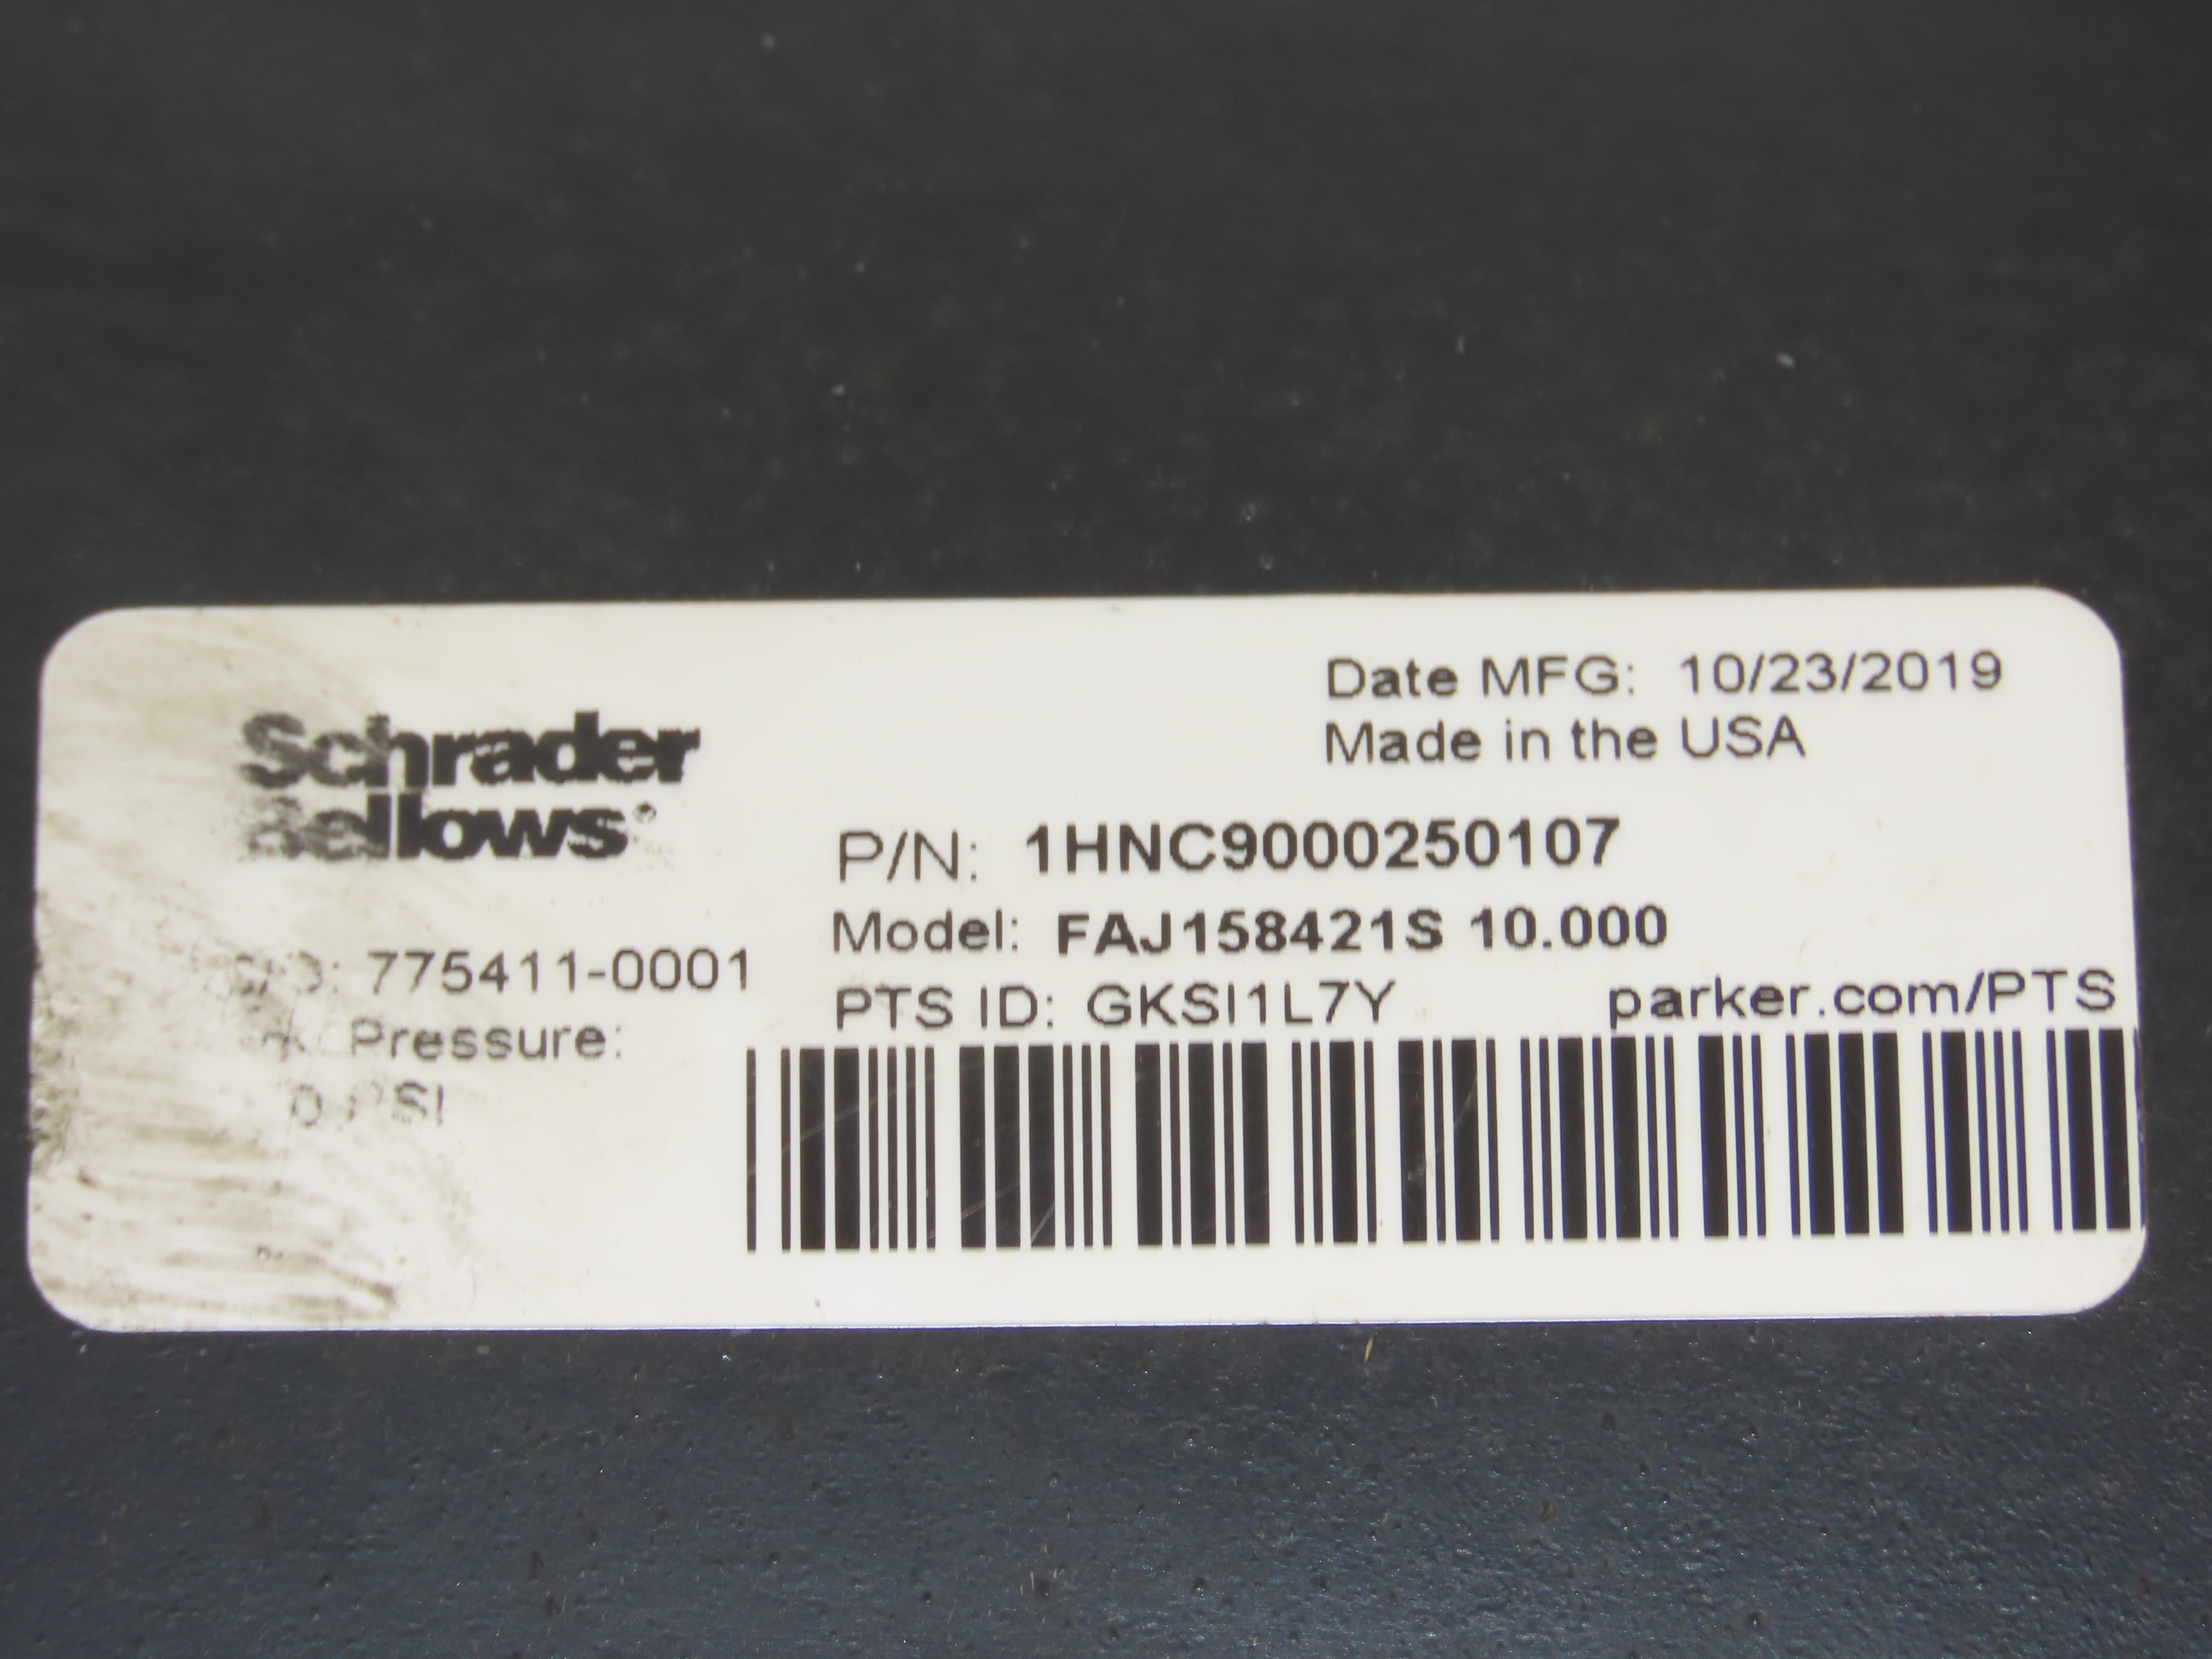 Date MFG: 10/23/2019
Made in the USA
Schrader
Bellows®
P/N: 1HNC9000250107
Model: FAJ158421S 10.000
775411-0001
PTS ID: GKSI1L7Y
parker.com/PTS
Pressure:
PSI